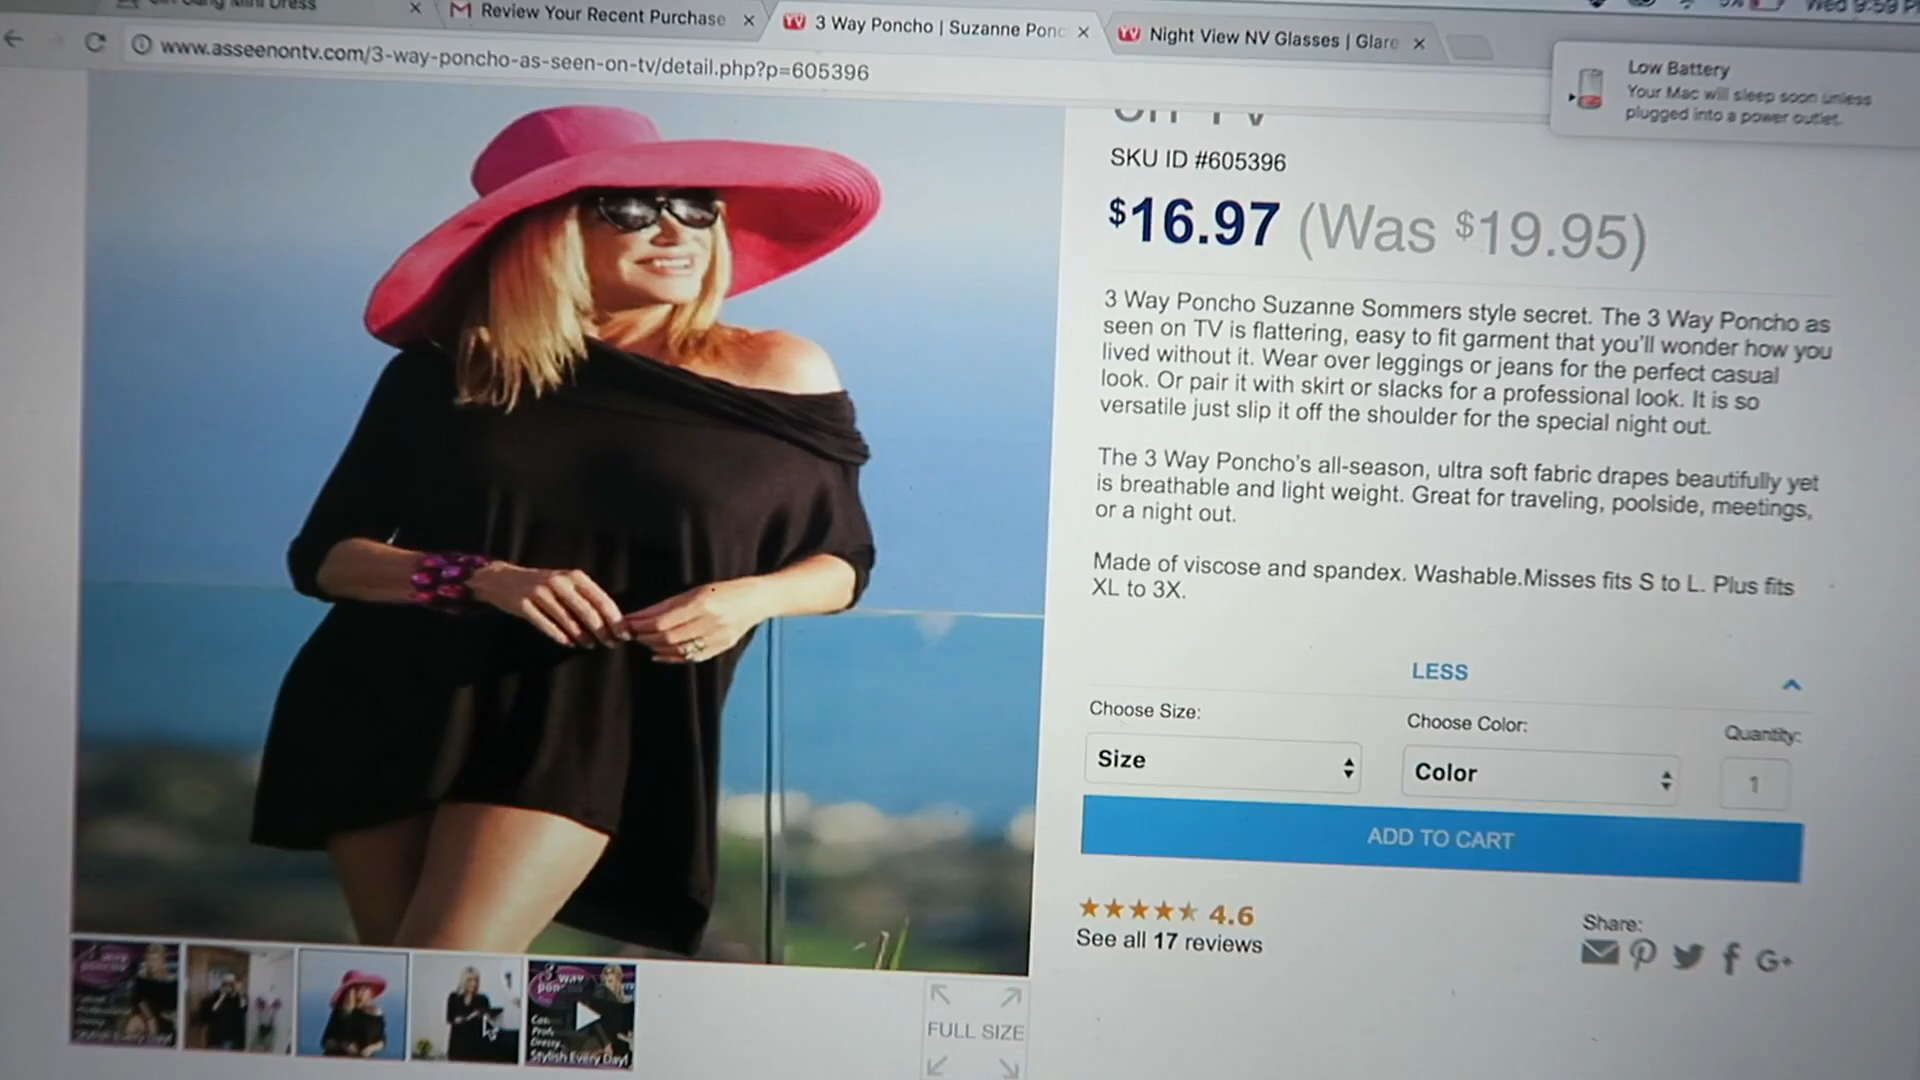 Review Your Recent Purchase
3 Way Poncho | Suzanne Ponc
Night View NV Glasses | Glare
www.asseenontv.com/3-way-poncho-as-seen-on-tv/detail.php?p=605396
Low Battery
Your Mac will sleep soon unless
plugged into a power outlet.
SKU ID #605396
$16.97 (Was $19.95)
3 Way Poncho Suzanne Sommers style secret. The 3 Way Poncho as
seen on TV is flattering, easy to fit garment that you'll wonder how you
lived without it. Wear over leggings or jeans for the perfect casual
look. Or pair it with skirt or slacks for a professional look. It is so
versatile just slip it off the shoulder for the special night out.
The 3 Way Poncho's all-season, ultra soft fabric drapes beautifully yet
is breathable and light weight. Great for traveling, poolside, meetings,
or a night out.
Made of viscose and spandex. Washable.Misses fits S to L. Plus fits
XL to 3X.
LESS
Choose Size:
Choose Color:
Quantity:
Size
Color
1
ADD TO CART
4.6
See all 17 reviews
Share:
G+
FULL SIZE
Stylish Every Day!